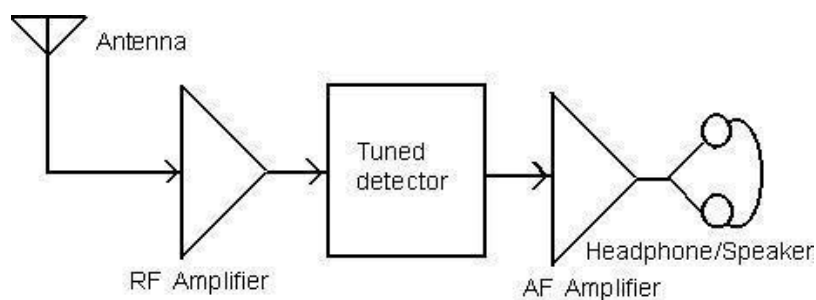 Antenna
Tuned
detector
Headphone/Speaker
RF Amplifier
AF Amplifier